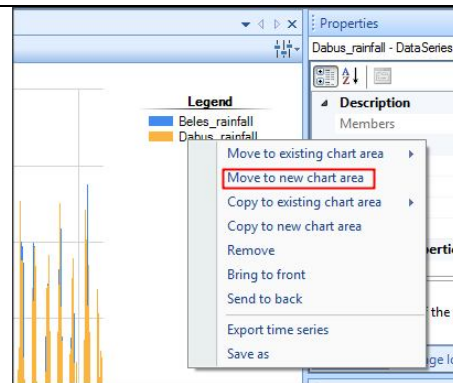 Properties
Dabus_rainfall - DataSeries
Legend
Beles_rainfall
Dabus_rainfall
Description
Members
Move to existing chart area
Move to new chart area
Copy to existing chart area
Copy to new chart area
Remove
Bring to front
Send to back
Export time series
Save as
the